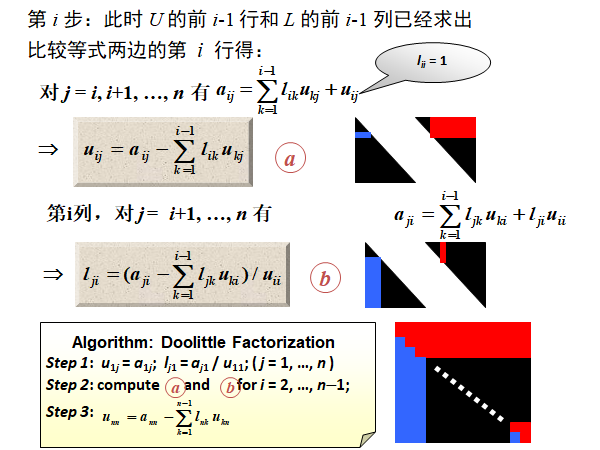 第 i 步：此时 U 的前 i-1 行和 L 的前 i-1 列已经求出
比较等式两边的第 i 行得：
l_{ii} = 1
对 j = i, i+1, …, n 有 a_{ij} = \sum_{k=1}^{i-1} l_{ik} u_{kj} + u_{ij}
⇒ u_{ij} = a_{ij} − \sum_{k=1}^{i-1} l_{ik} u_{kj} a
第i列，对 j = i+1, …, n 有 a_{ji} = \sum_{k=1}^{i-1} l_{jk} u_{ki} + l_{ji} u_{ii}
⇒ l_{ji} = (a_{ji} − \sum_{k=1}^{i-1} l_{jk} u_{ki}) / u_{ii} b
Algorithm: Doolittle Factorization
Step 1: u_{1j} = a_{1j}; l_{j1} = a_{j1} / u_{11}; ( j = 1, …, n )
Step 2: compute a and b for i = 2, …, n−1;
Step 3: u_{nn} = a_{nn} − \sum_{k=1}^{n-1} l_{nk} u_{kn}